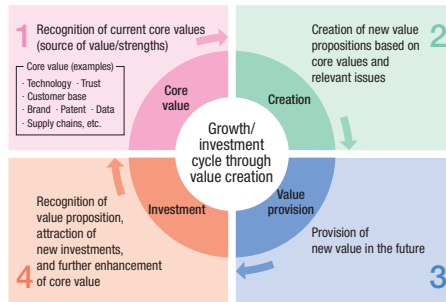 1 Recognition of current core values
(source of value/strengths)
Core value (examples)
· Technology · Trust
· Customer base
· Brand · Patent · Data
· Supply chains, etc.
Core
value
Creation of new value
propositions based on
core values and
relevant issues
2
Creation
Growth/
investment
cycle through
value creation
Value
provision
Provision of
new value in the future
3
Investment
Recognition of
value proposition,
attraction of
new investments,
and further enhancement
of core value
4